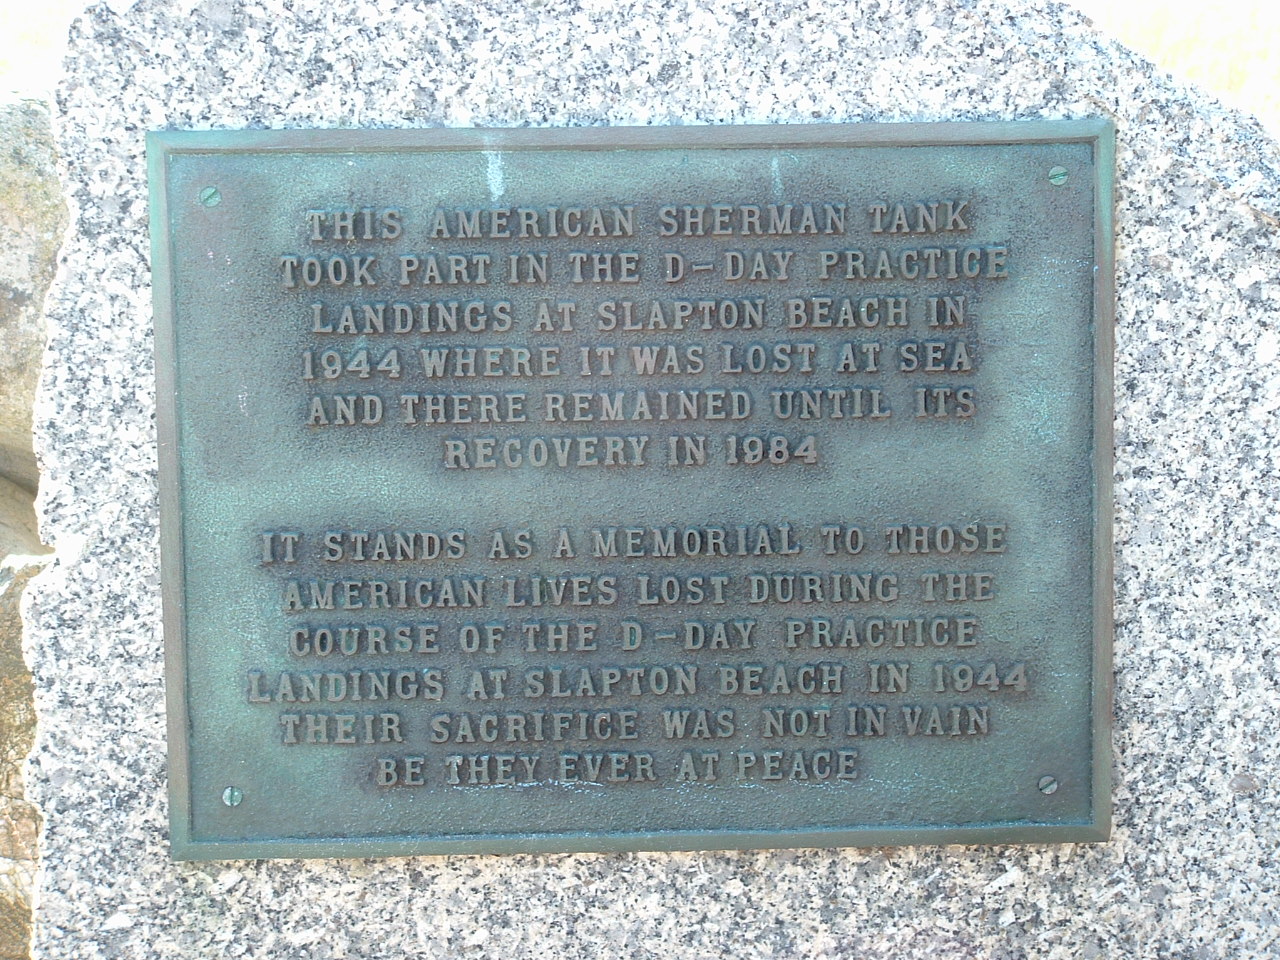 THIS AMERICAN SHERMAN TANK
TOOK PART IN THE D-DAY PRACTICE
LANDINGS AT SLAPTON BEACH IN
1944 WHERE IT WAS LOST AT SEA
AND THERE REMAINED UNTIL ITS
RECOVERY IN 1984
IT STANDS AS A MEMORIAL TO THOSE
AMERICAN LIVES LOST DURING THE
COURSE OF THE D-DAY PRACTICE
LANDINGS AT SLAPTON BEACH IN 1944
THEIR SACRIFICE WAS NOT IN VAIN
BE THEY EVER AT PEACE